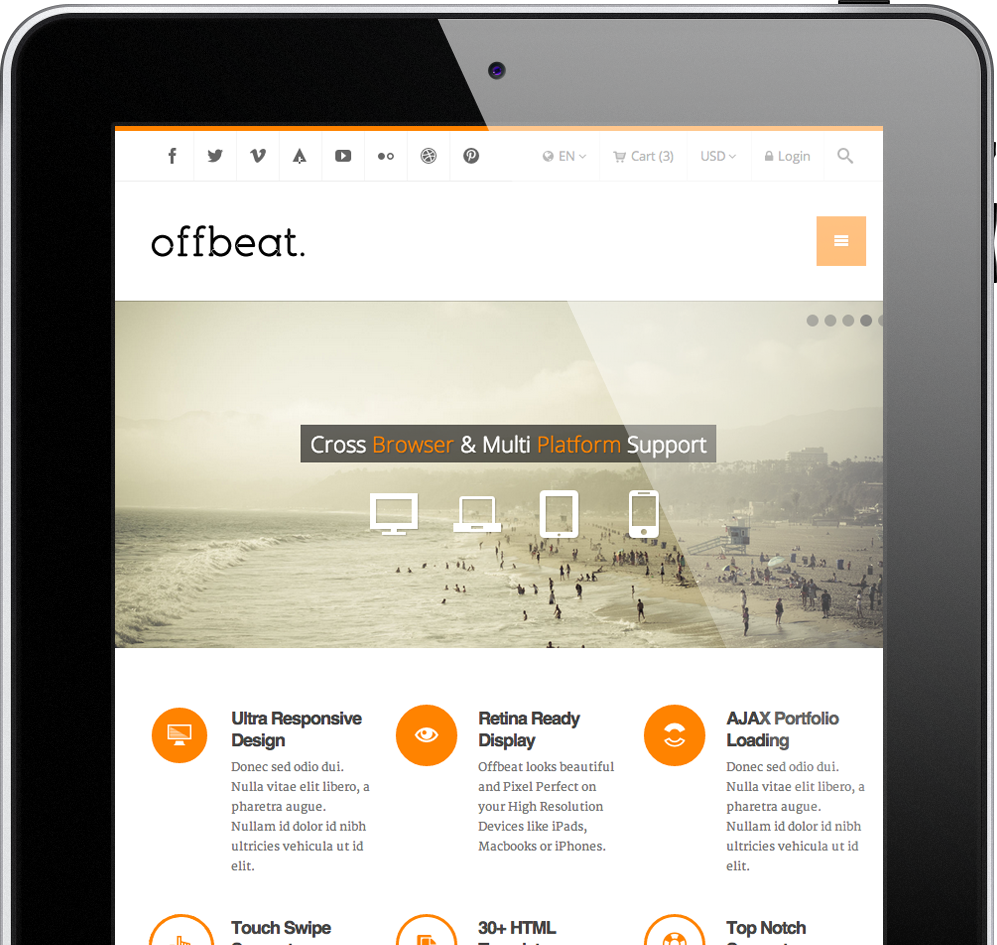 EN Cart (3) USD Login
offbeat.
Cross Browser & Multi Platform Support
Ultra Responsive
Design
Donec sed odio dui.
Nulla vitae elit libero, a
pharetra augue.
Nullam id dolor id nibh
ultricies vehicula ut id
elit.
Retina Ready
Display
Offbeat looks beautiful
and Pixel Perfect on
your High Resolution
Devices like iPads,
Macbooks or iPhones.
AJAX Portfolio
Loading
Donec sed odio dui.
Nulla vitae elit libero, a
pharetra augue.
Nullam id dolor id nibh
ultricies vehicula ut id
elit.
Touch Swipe
30+ HTML
Top Notch